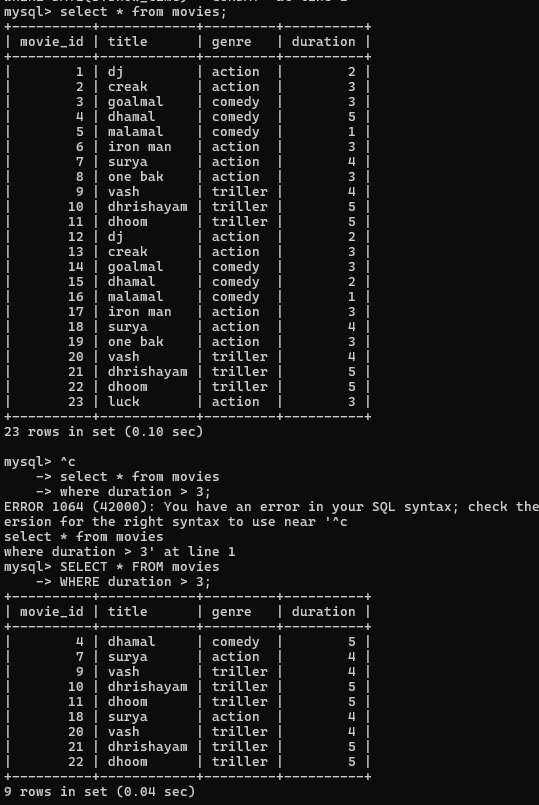 mysql> select * from movies;
+----------+------------+---------+----------+
| movie_id | title      | genre   | duration |
+----------+------------+---------+----------+
|        1 | dj         | action  |        2 |
|        2 | creak      | action  |        3 |
|        3 | goalmal    | comedy  |        3 |
|        4 | dhamal     | comedy  |        5 |
|        5 | malamal    | comedy  |        1 |
|        6 | iron man   | action  |        3 |
|        7 | surya      | action  |        4 |
|        8 | one bak    | action  |        3 |
|        9 | vash       | triller |        4 |
|       10 | dhrishayam | triller |        5 |
|       11 | dhoom      | triller |        5 |
|       12 | dj         | action  |        2 |
|       13 | creak      | action  |        3 |
|       14 | goalmal    | comedy  |        3 |
|       15 | dhamal     | comedy  |        2 |
|       16 | malamal    | comedy  |        1 |
|       17 | iron man   | action  |        3 |
|       18 | surya      | action  |        4 |
|       19 | one bak    | action  |        3 |
|       20 | vash       | triller |        4 |
|       21 | dhrishayam | triller |        5 |
|       22 | dhoom      | triller |        5 |
|       23 | luck       | action  |        3 |
+----------+------------+---------+----------+
23 rows in set (0.10 sec)

mysql> ^c
    -> select * from movies
    -> where duration > 3;
ERROR 1064 (42000): You have an error in your SQL syntax; check the
ersion for the right syntax to use near '^c
select * from movies
where duration > 3' at line 1
mysql> SELECT * FROM movies
    -> WHERE duration > 3;
+----------+------------+---------+----------+
| movie_id | title      | genre   | duration |
+----------+------------+---------+----------+
|        4 | dhamal     | comedy  |        5 |
|        7 | surya      | action  |        4 |
|        9 | vash       | triller |        4 |
|       10 | dhrishayam | triller |        5 |
|       11 | dhoom      | triller |        5 |
|       18 | surya      | action  |        4 |
|       20 | vash       | triller |        4 |
|       21 | dhrishayam | triller |        5 |
|       22 | dhoom      | triller |        5 |
+----------+------------+---------+----------+
9 rows in set (0.04 sec)